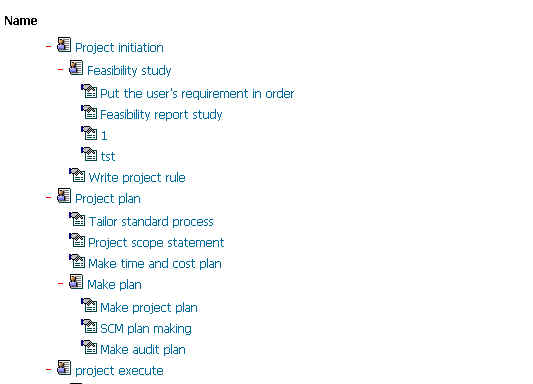 Name
Project initiation
Feasibility study
Put the user's requirement in order
Feasibility report study
1
tst
Write project rule
Project plan
Tailor standard process
Project scope statement
Make time and cost plan
Make plan
Make project plan
SCM plan making
Make audit plan
project execute